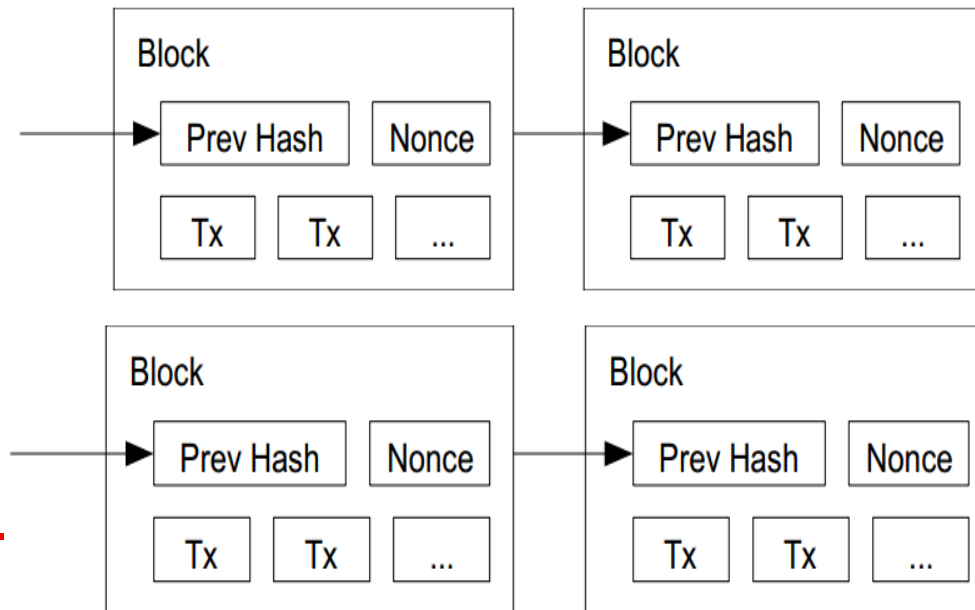 Block Block
Prev Hash Nonce Prev Hash Nonce
Tx Tx ... Tx Tx ...
Block Block
Prev Hash Nonce Prev Hash Nonce
Tx Tx ... Tx Tx ...